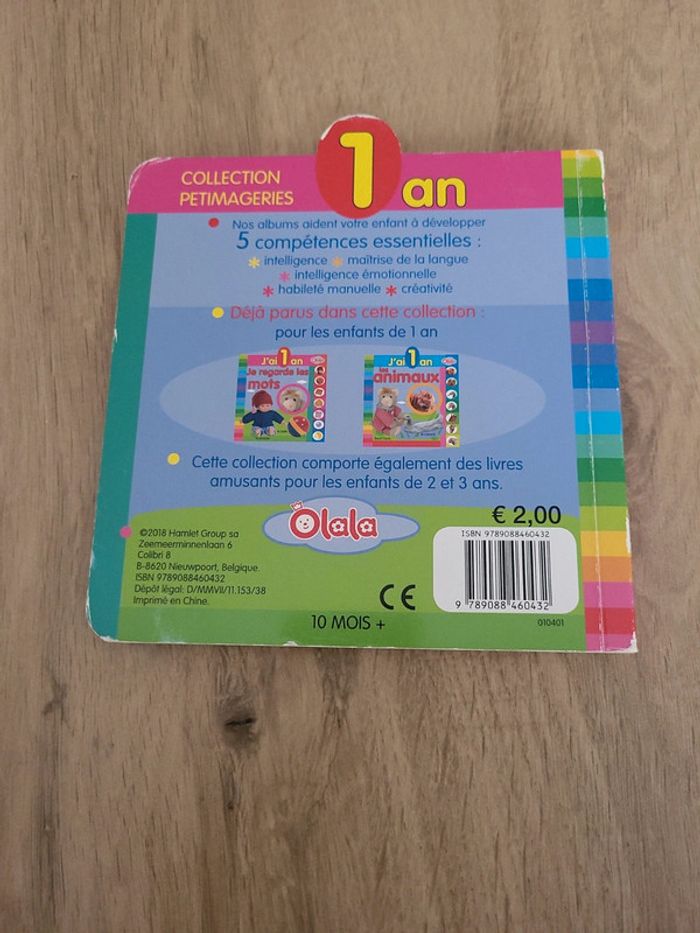 COLLECTION
PETIMAGERIES
1 an
Nos albums aident votre enfant à développer
5 compétences essentielles :
intelligence maîtrise de la langue
intelligence émotionnelle
habileté manuelle créativité
Déjà parus dans cette collection :
pour les enfants de 1 an
J'ai 1 an
Je regarde les
mots
J'ai 1 an
les
animaux
Cette collection comporte également des livres
amusants pour les enfants de 2 et 3 ans.
Olala
€ 2,00
©2018 Hamlet Group sa
Zeemeerminnenlaan 6
Colibri 8
B-8620 Nieuwpoort, Belgique.
ISBN 9789088460432
Dépôt légal: D/MMVII/11.153/38
Imprimé en Chine.
CE
ISBN 9789088460432
9 789088 460432
10 MOIS +
010401